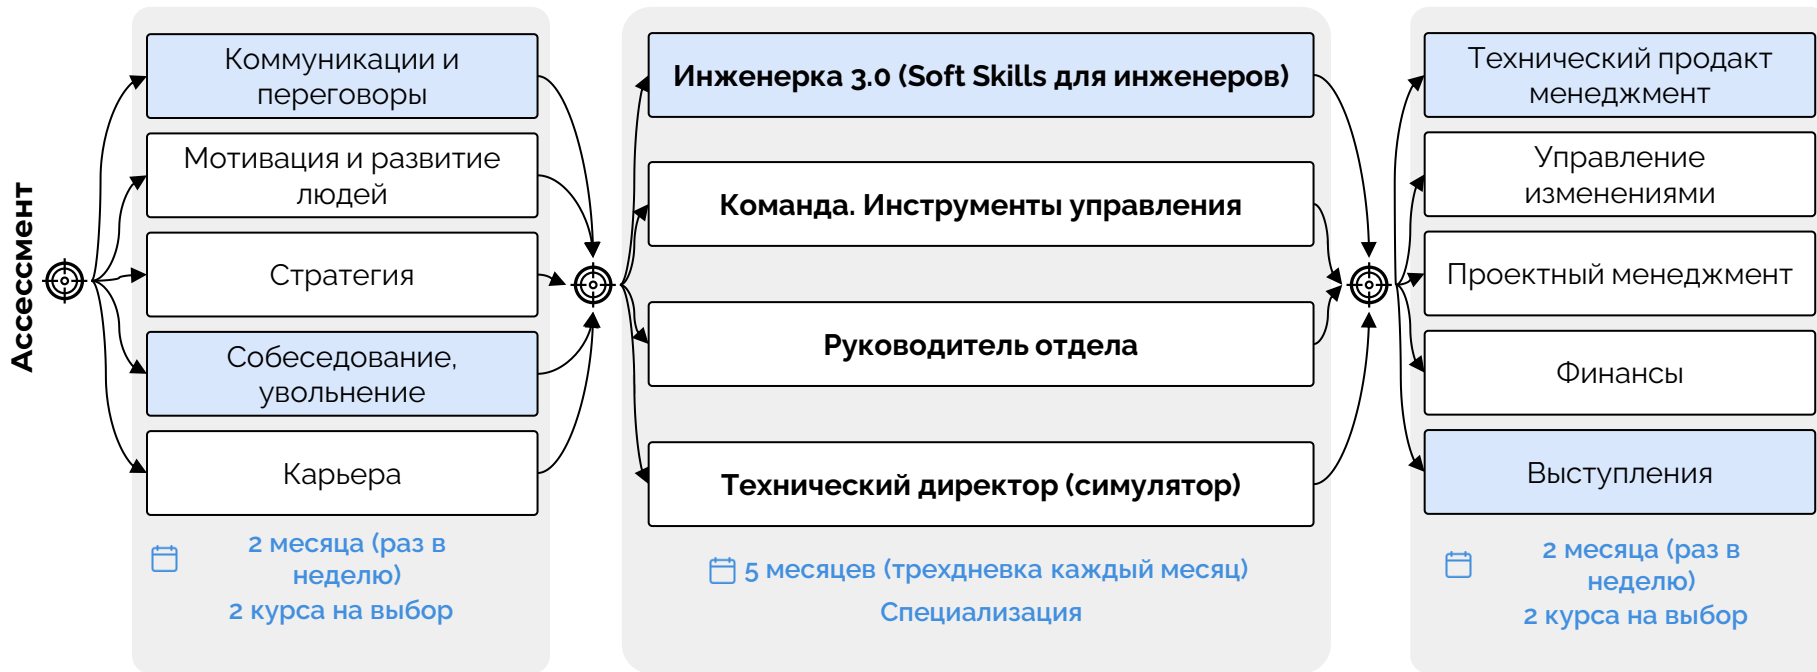 Ассессмент
Коммуникации и
переговоры
Мотивация и развитие
людей
Стратегия
Собеседование,
увольнение
Карьера
2 месяца (раз в
неделю)
2 курса на выбор
Инженерка 3.0 (Soft Skills для инженеров)
Команда. Инструменты управления
Руководитель отдела
Технический директор (симулятор)
5 месяцев (трехдневка каждый месяц)
Специализация
Технический продакт
менеджмент
Управление
изменениями
Проектный менеджмент
Финансы
Выступления
2 месяца (раз в
неделю)
2 курса на выбор